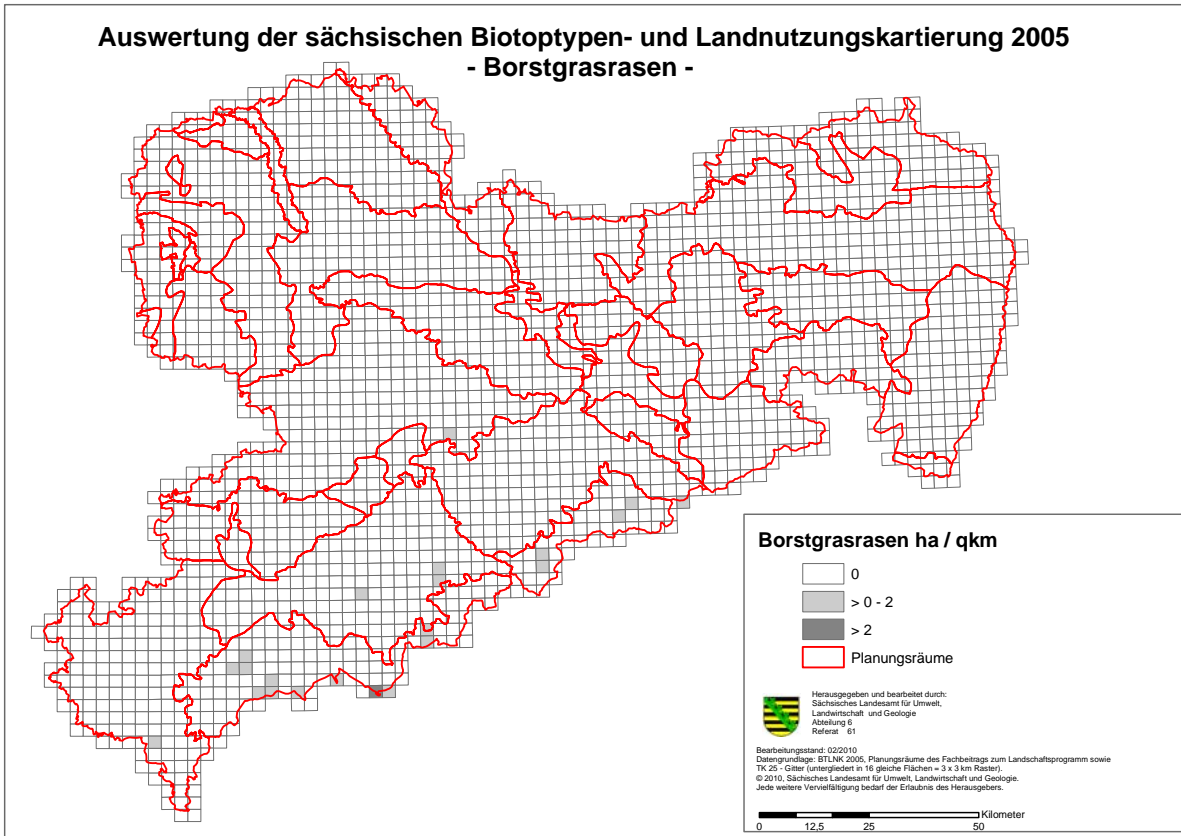 Auswertung der sächsischen Biotoptypen- und Landnutzungskartierung 2005
- Borstgrasrasen -
Borstgrasrasen ha / qkm
0
> 0 - 2
> 2
Planungsräume
Herausgegeben und bearbeitet durch:
Sächsisches Landesamt für Umwelt,
Landwirtschaft und Geologie
Abteilung 6
Referat 61
Bearbeitungsstand: 02/2010
Datengrundlage: BTLNK 2005, Planungsräume des Fachbeitrags zum Landschaftsprogramm sowie
TK 25 - Gitter (untergliedert in 16 gleiche Flächen = 3 x 3 km Raster).
© 2010, Sächisches Landesamt für Umwelt, Landwirtschaft und Geologie.
Jede weitere Vervielfältigung bedarf der Erlaubnis des Herausgebers.
Kilometer
0 12,5 25 50